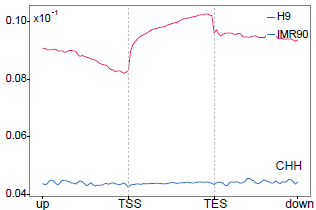 0.10 x10⁻¹
H9
IMR90
0.08
0.06
CHH
0.04
up TSS TES down